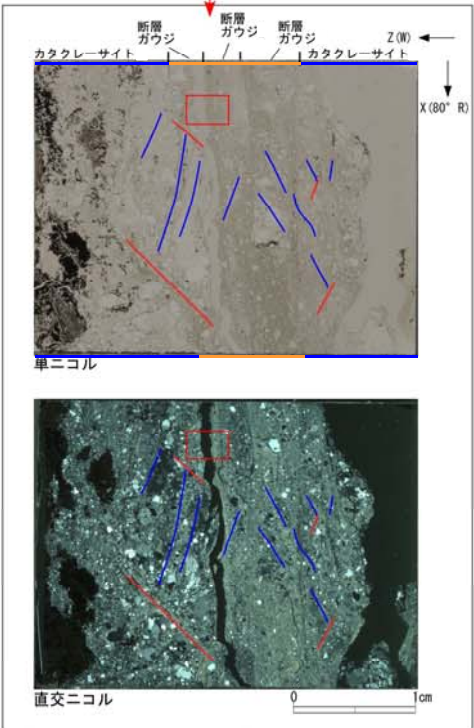 断層
ガウジ
断層
ガウジ
断層
ガウジ
カタクレーサイト
カタクレーサイト
Z(W)
X(80° R)
単ニコル
直交ニコル
0
1cm